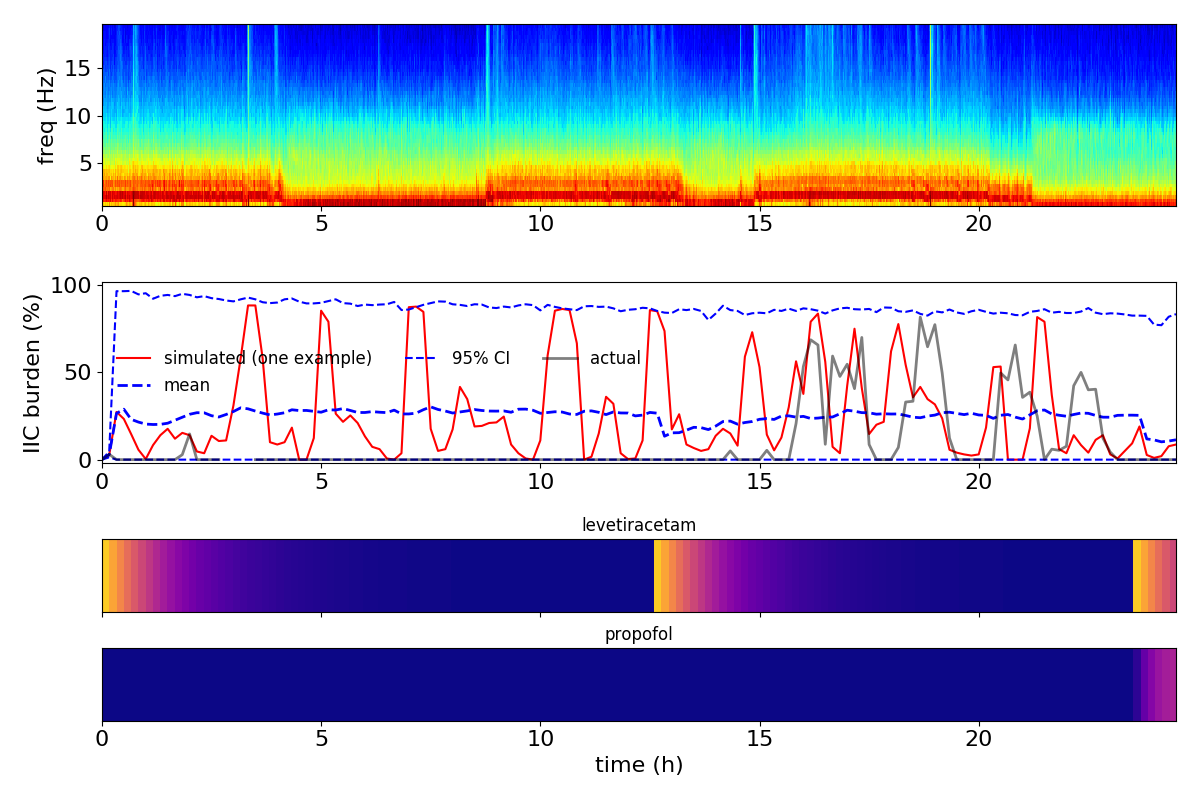 freq (Hz)
15
10
5
0 5 10 15 20
IIC burden (%)
100
50
0
simulated (one example) 95% CI actual
mean
0 5 10 15 20
levetiracetam
propofol
0 5 10 15 20
time (h)